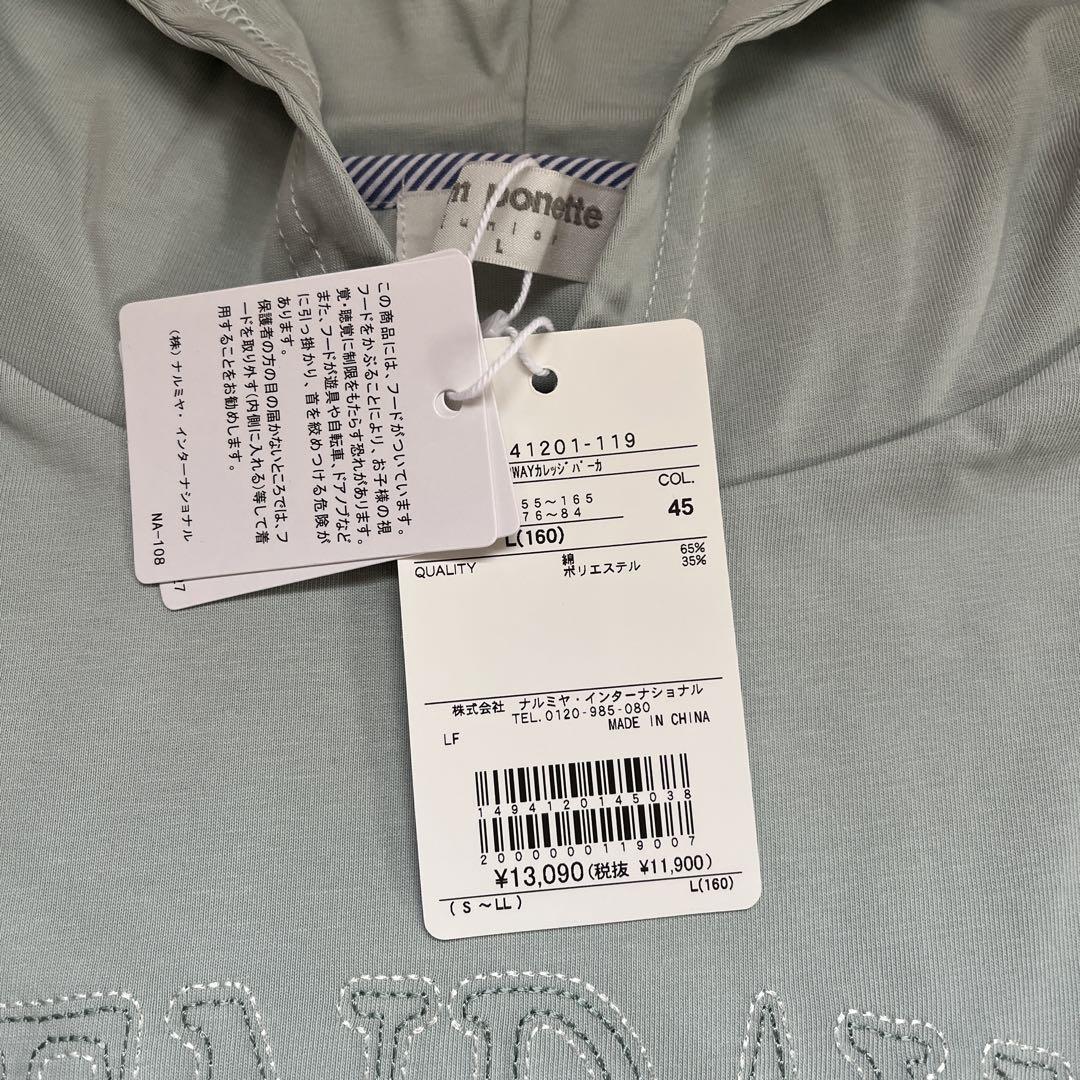 ponette
junior
L
この商品には、フードがついています。
フードをかぶることにより、お子様の視
覚・聴覚に制限をもたらす恐れがあります。
また、フードが遊具や自転車、ドアノブなど
に引っ掛かり、首を絞めつける危険が
あります。
保護者の方の目の届かないところでは、フ
ードを取り外す(内側に入れる)等して着
用することをお勧めします。
(株)ナルミヤ・インターナショナル
NA-108
41201-119
WAYカレッジパーカ
COL.
55～165
76～84
45
L(160)
QUALITY
綿 65%
ポリエステル 35%
株式会社 ナルミヤ・インターナショナル
TEL.0120-985-080
MADE IN CHINA
LF
1494120145038
2000000119007
¥13,090(税抜 ¥11,900)
(S～LL)
L(160)